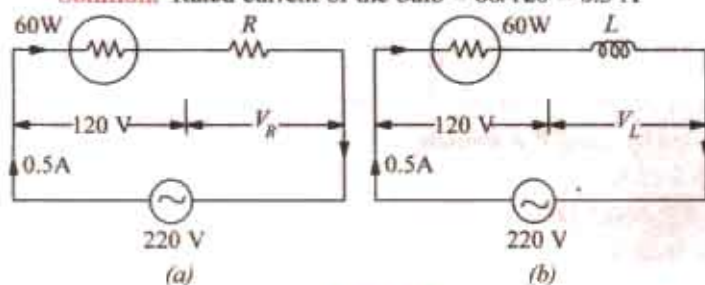 Solution. Rated current of the bulb = 60/120 = 0.5 A
60W R
120 V V_R
0.5A
220 V
(a)
60W L
120 V V_L
0.5A
220 V
(b)